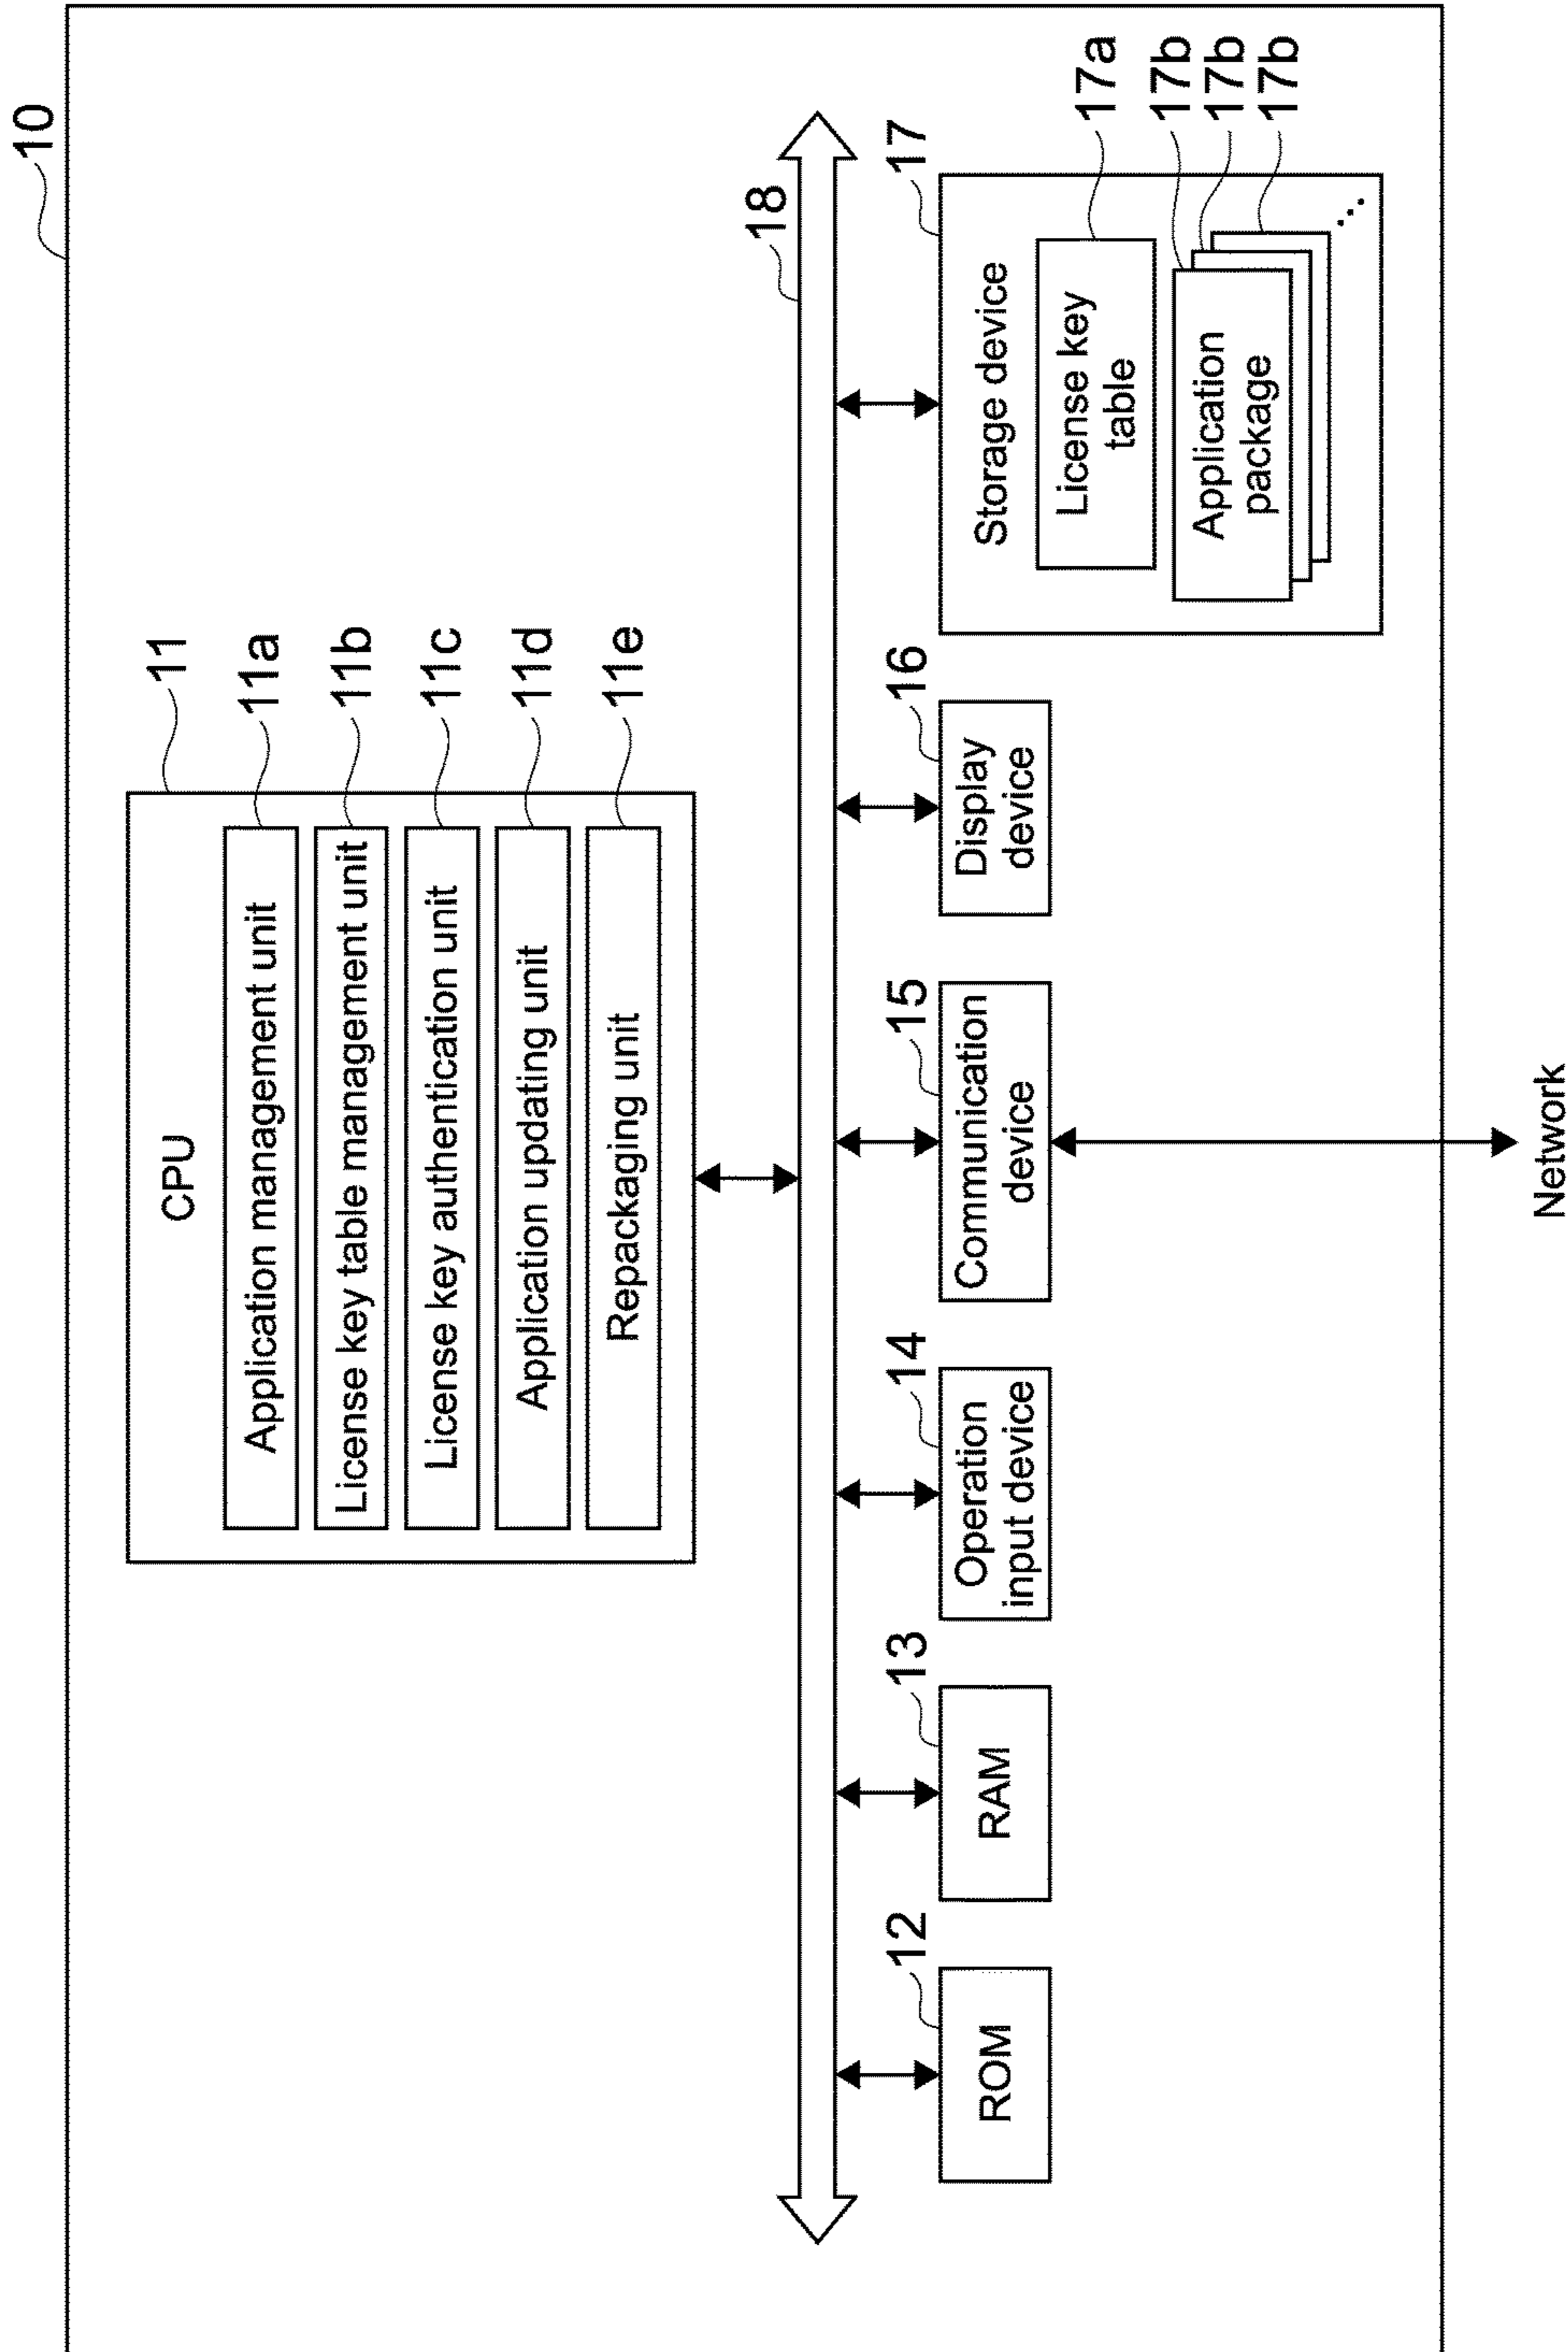 10
11
CPU
Application management unit
11a
License key table management unit
11b
License key authentication unit
11c
Application updating unit
11d
Repackaging unit
11e
18
12
ROM
13
RAM
14
Operation
input device
15
Communication
device
16
Display
device
17
Storage device
License key
table
17a
Application
package
17b
17b
17b
Network